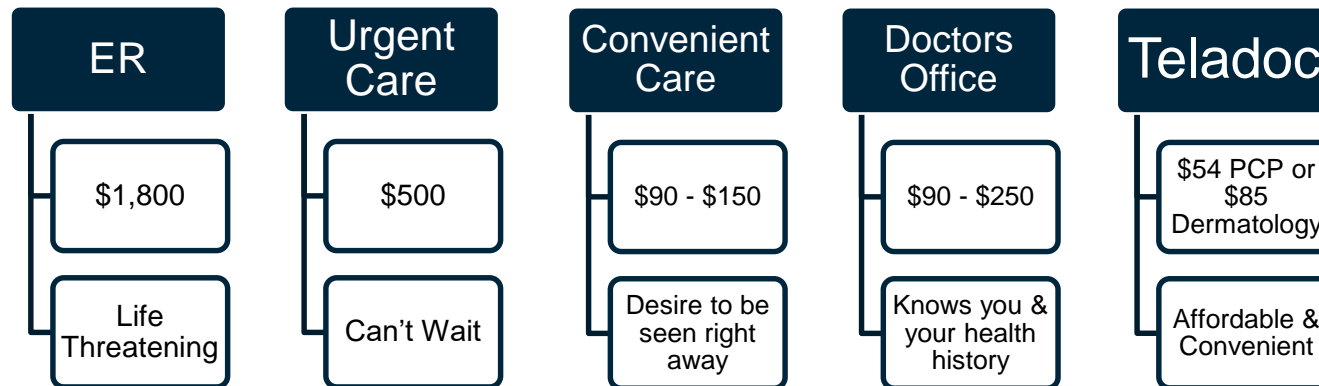 ER
$1,800
Life
Threatening
Urgent
Care
$500
Can’t Wait
Convenient
Care
$90 - $150
Desire to be
seen right
away
Doctors
Office
$90 - $250
Knows you &
your health
history
Teladoc
$54 PCP or
$85
Dermatology
Affordable &
Convenient